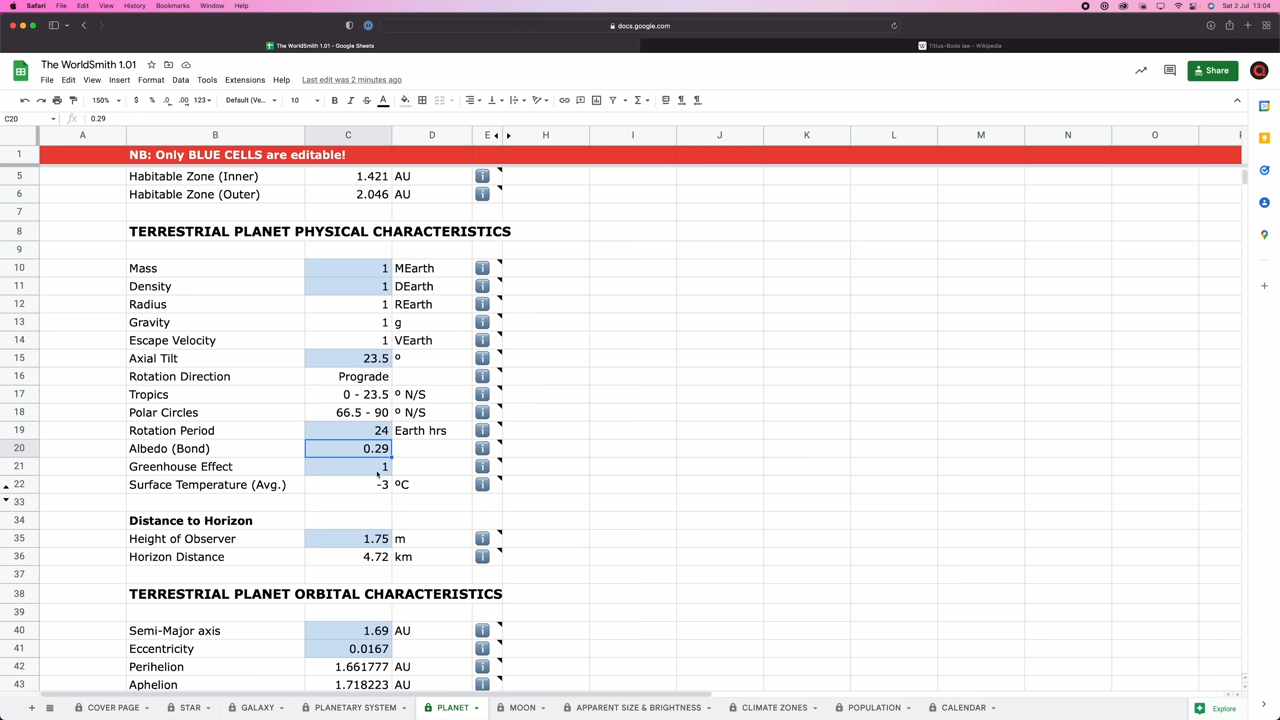 Safari File Edit View History Bookmarks Window Help Sat 2 Jul 13:04
docs.google.com
The WorldSmith 1.01 - Google Sheets
Titius–Bode law - Wikipedia
The WorldSmith 1.01
File Edit View Insert Format Data Tools Extensions Help Last edit was 2 minutes ago
Share
150% $ % .0 .00 123 Default (Ve... 10 B I S A
C20 fx 0.29
A B C D E H I J K L M N O
1 NB: Only BLUE CELLS are editable!
5 Habitable Zone (Inner) 1.421 AU
6 Habitable Zone (Outer) 2.046 AU
7
8 TERRESTRIAL PLANET PHYSICAL CHARACTERISTICS
9
10 Mass 1 MEarth
11 Density 1 DEarth
12 Radius 1 REarth
13 Gravity 1 g
14 Escape Velocity 1 VEarth
15 Axial Tilt 23.5 º
16 Rotation Direction Prograde
17 Tropics 0 - 23.5 º N/S
18 Polar Circles 66.5 - 90 º N/S
19 Rotation Period 24 Earth hrs
20 Albedo (Bond) 0.29
21 Greenhouse Effect 1
22 Surface Temperature (Avg.) -3 ºC
33
34 Distance to Horizon
35 Height of Observer 1.75 m
36 Horizon Distance 4.72 km
37
38 TERRESTRIAL PLANET ORBITAL CHARACTERISTICS
39
40 Semi-Major axis 1.69 AU
41 Eccentricity 0.0167
42 Perihelion 1.661777 AU
43 Aphelion 1.718223 AU
COVER PAGE STAR GALAXY PLANETARY SYSTEM PLANET MOON APPARENT SIZE & BRIGHTNESS CLIMATE ZONES POPULATION CALENDAR Explore